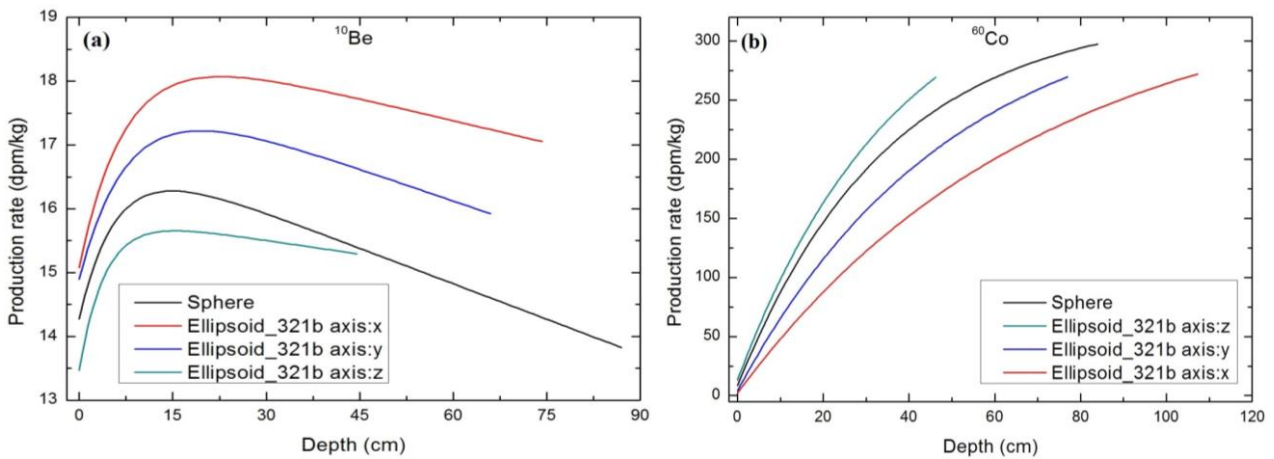 (a)
¹⁰Be
Production rate (dpm/kg)
19
18
17
16
15
14
13
Sphere
Ellipsoid_321b axis:x
Ellipsoid_321b axis:y
Ellipsoid_321b axis:z
0 15 30 45 60 75 90
Depth (cm)
(b)
⁶⁰Co
Production rate (dpm/kg)
300
250
200
150
100
50
0
Sphere
Ellipsoid_321b axis:z
Ellipsoid_321b axis:y
Ellipsoid_321b axis:x
0 20 40 60 80 100 120
Depth (cm)